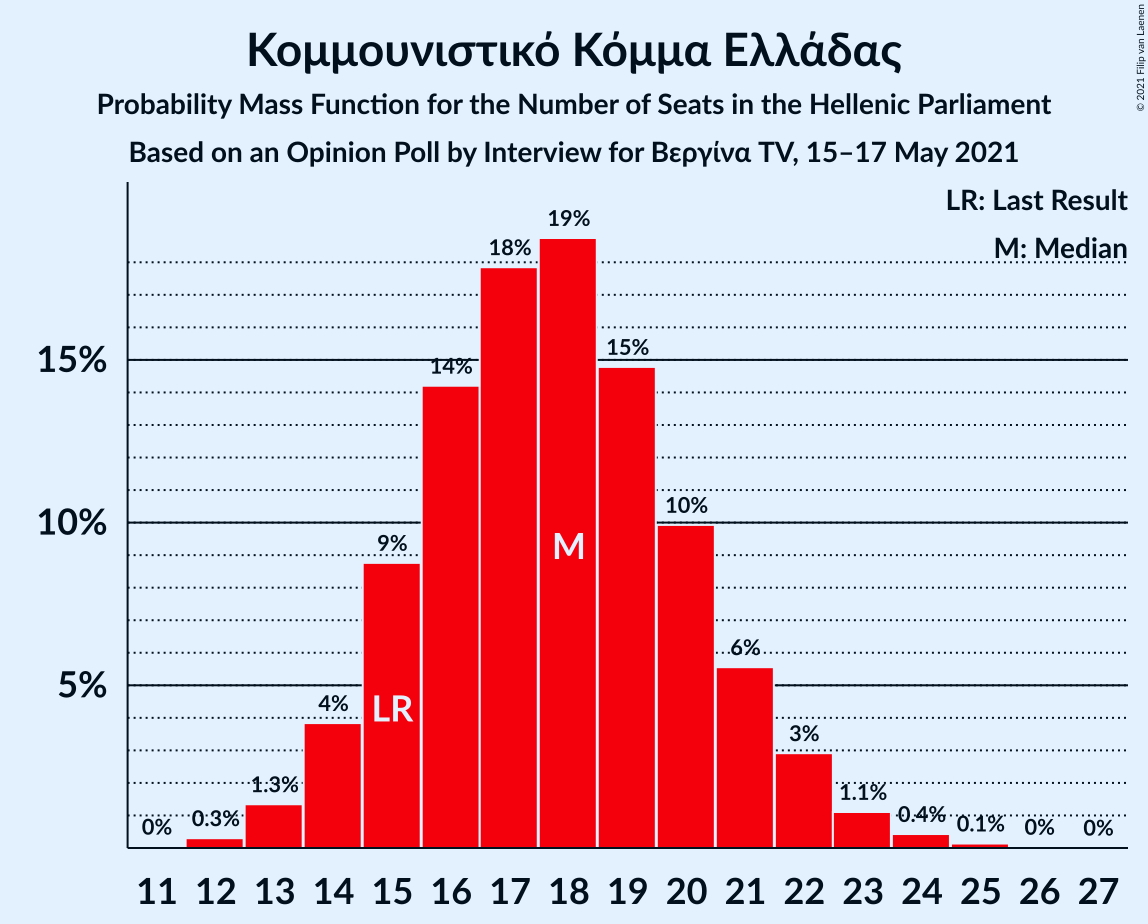 Κομμουνιστικό Κόμμα Ελλάδας
Probability Mass Function for the Number of Seats in the Hellenic Parliament
Based on an Opinion Poll by Interview for Βεργίνα TV, 15–17 May 2021
© 2021 Filip van Laenen
LR: Last Result
M: Median
15%
10%
5%
0%
0.3%
1.3%
4%
9%
14%
18%
19%
15%
10%
6%
3%
1.1%
0.4%
0.1%
0%
0%
LR
M
11 12 13 14 15 16 17 18 19 20 21 22 23 24 25 26 27